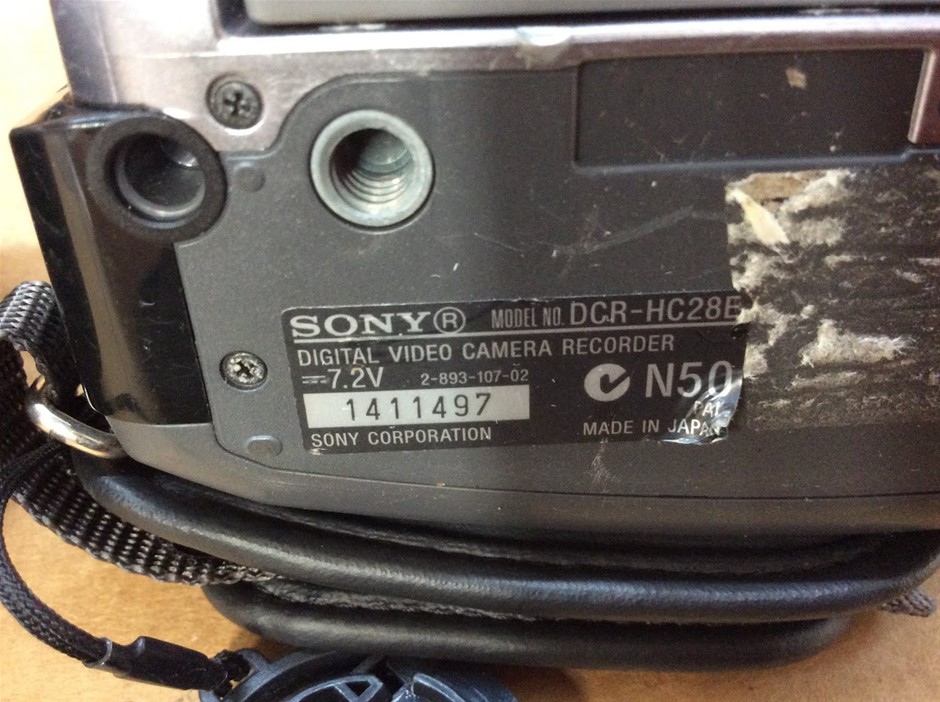 SONY® MODEL NO. DCR-HC28E
DIGITAL VIDEO CAMERA RECORDER
⎓7.2V 2-893-107-02
N50
1411497
PAL
SONY CORPORATION
MADE IN JAPAN